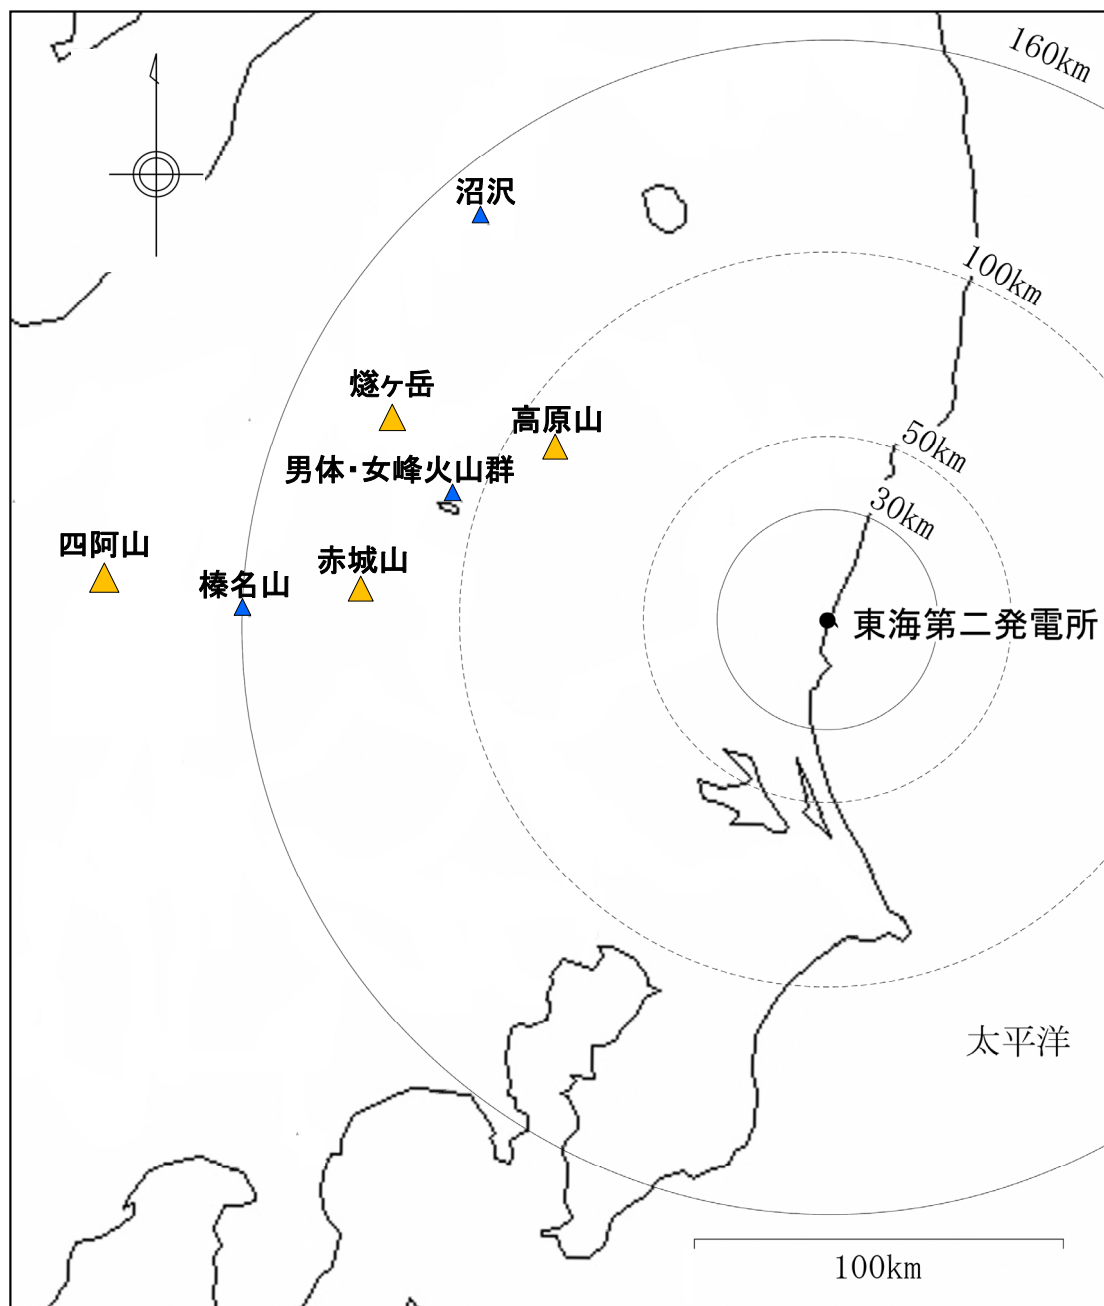 160km
沼沢
100km
燧ヶ岳
高原山
50km
男体・女峰火山群
30km
四阿山
赤城山
榛名山
東海第二発電所
太平洋
100km